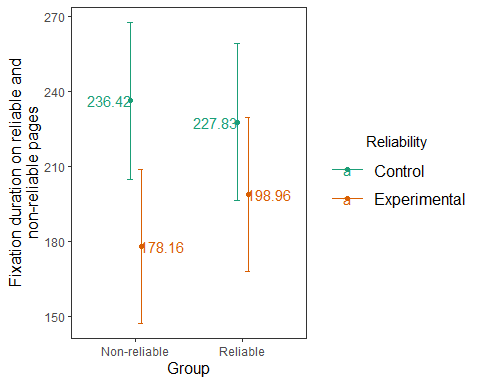 270
240
210
180
150
Fixation duration on reliable and
non-reliable pages
236.42
227.83
178.16
198.96
Non-reliable
Reliable
Group
Reliability
a Control
a Experimental